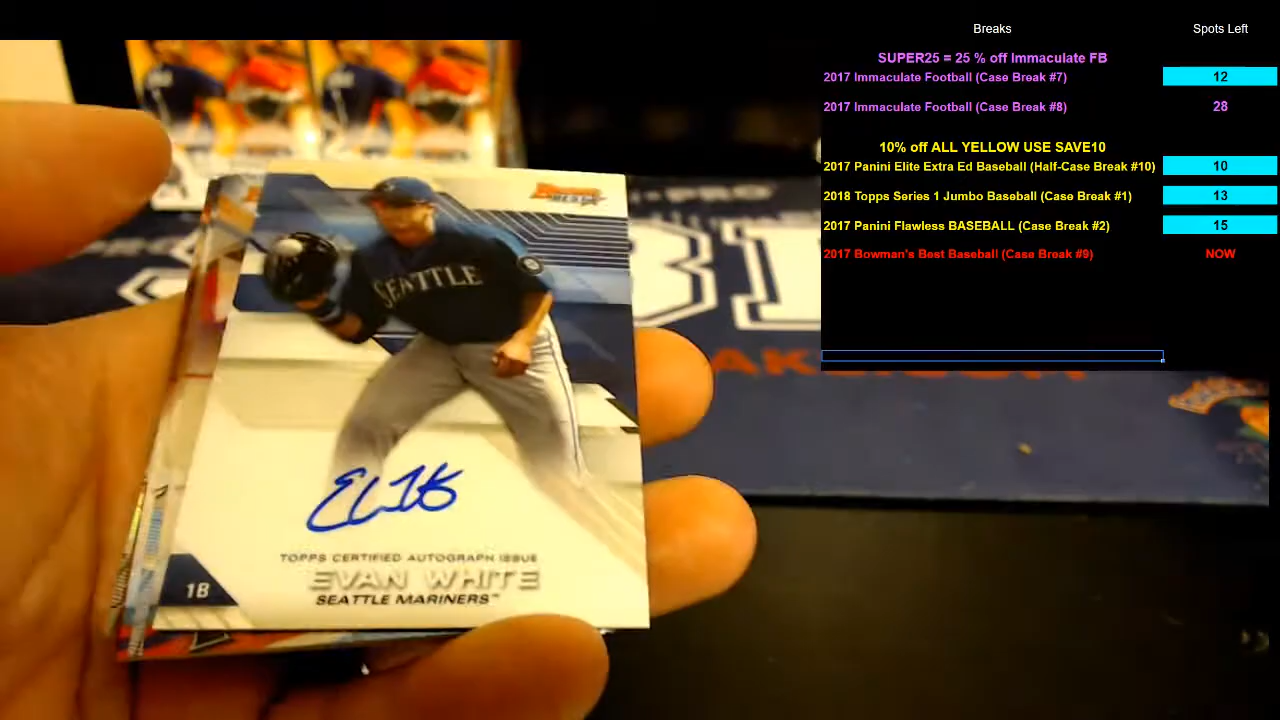 Breaks Spots Left
SUPER25 = 25 % off Immaculate FB
2017 Immaculate Football (Case Break #7) 12
2017 Immaculate Football (Case Break #8) 28
10% off ALL YELLOW USE SAVE10
2017 Panini Elite Extra Ed Baseball (Half-Case Break #10) 10
2018 Topps Series 1 Jumbo Baseball (Case Break #1) 13
2017 Panini Flawless BASEBALL (Case Break #2) 15
2017 Bowman's Best Baseball (Case Break #9) NOW
SEATTLE
TOPPS CERTIFIED AUTOGRAPH ISSUE
EVAN WHITE
1B
SEATTLE MARINERS™